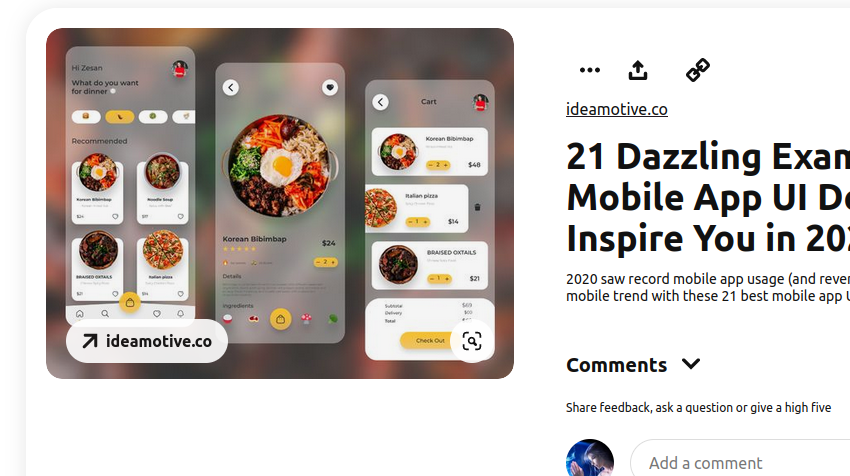 Hi Zesan
What do you want
for dinner
Recommended
Korean Bibimbap
Noodle Soup
$24
BRAISED OXTAILS
Italian pizza
$21
$14
Korean Bibimbap
$24
2
Details
Ingredients
Cart
Korean Bibimbap
2
$48
Italian pizza
1
$14
BRAISED OXTAILS
1
$21
Subtotal
$69
Delivery
Total
Check Out
ideamotive.co
ideamotive.co
21 Dazzling Exam
Mobile App UI De
Inspire You in 202
2020 saw record mobile app usage (and rever
mobile trend with these 21 best mobile app U
Comments
Share feedback, ask a question or give a high five
Add a comment